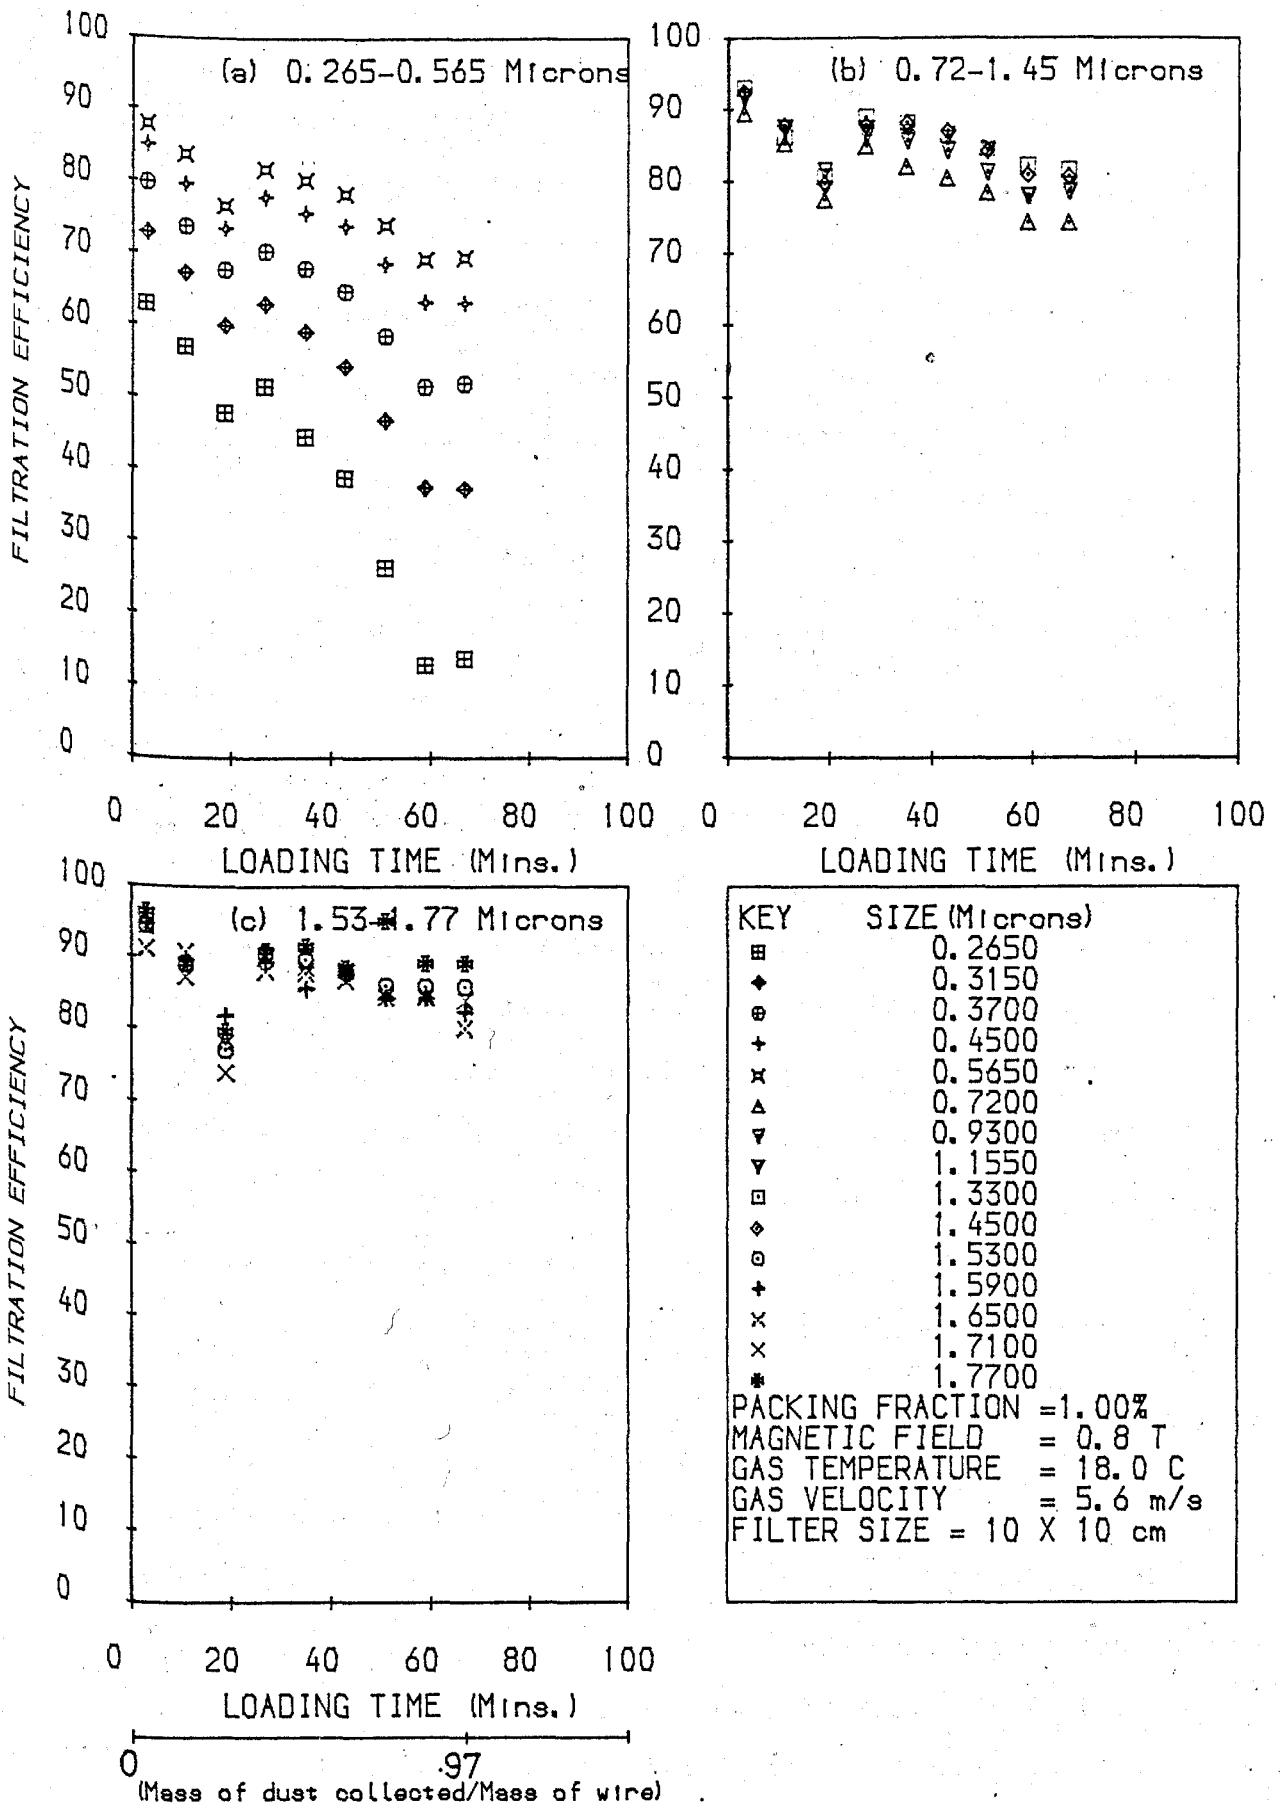 (a) 0.265-0.565 Microns
100
90
80
70
60
50
40
30
20
10
0
FILTRATION EFFICIENCY
0 20 40 60 80 100
LOADING TIME (Mins.)
(b) 0.72-1.45 Microns
100
90
80
70
60
50
40
30
20
10
0
0 20 40 60 80 100
LOADING TIME (Mins.)
(c) 1.53-1.77 Microns
100
90
80
70
60
50
40
30
20
10
0
FILTRATION EFFICIENCY
0 20 40 60 80 100
LOADING TIME (Mins.)
0 .97
(Mass of dust collected/Mass of wire)
KEY SIZE (Microns)
0.2650
0.3150
0.3700
0.4500
0.5650
0.7200
0.9300
1.1550
1.3300
1.4500
1.5300
1.5900
1.6500
1.7100
1.7700
PACKING FRACTION =1.00%
MAGNETIC FIELD = 0.8 T
GAS TEMPERATURE = 18.0 C
GAS VELOCITY = 5.6 m/s
FILTER SIZE = 10 X 10 cm